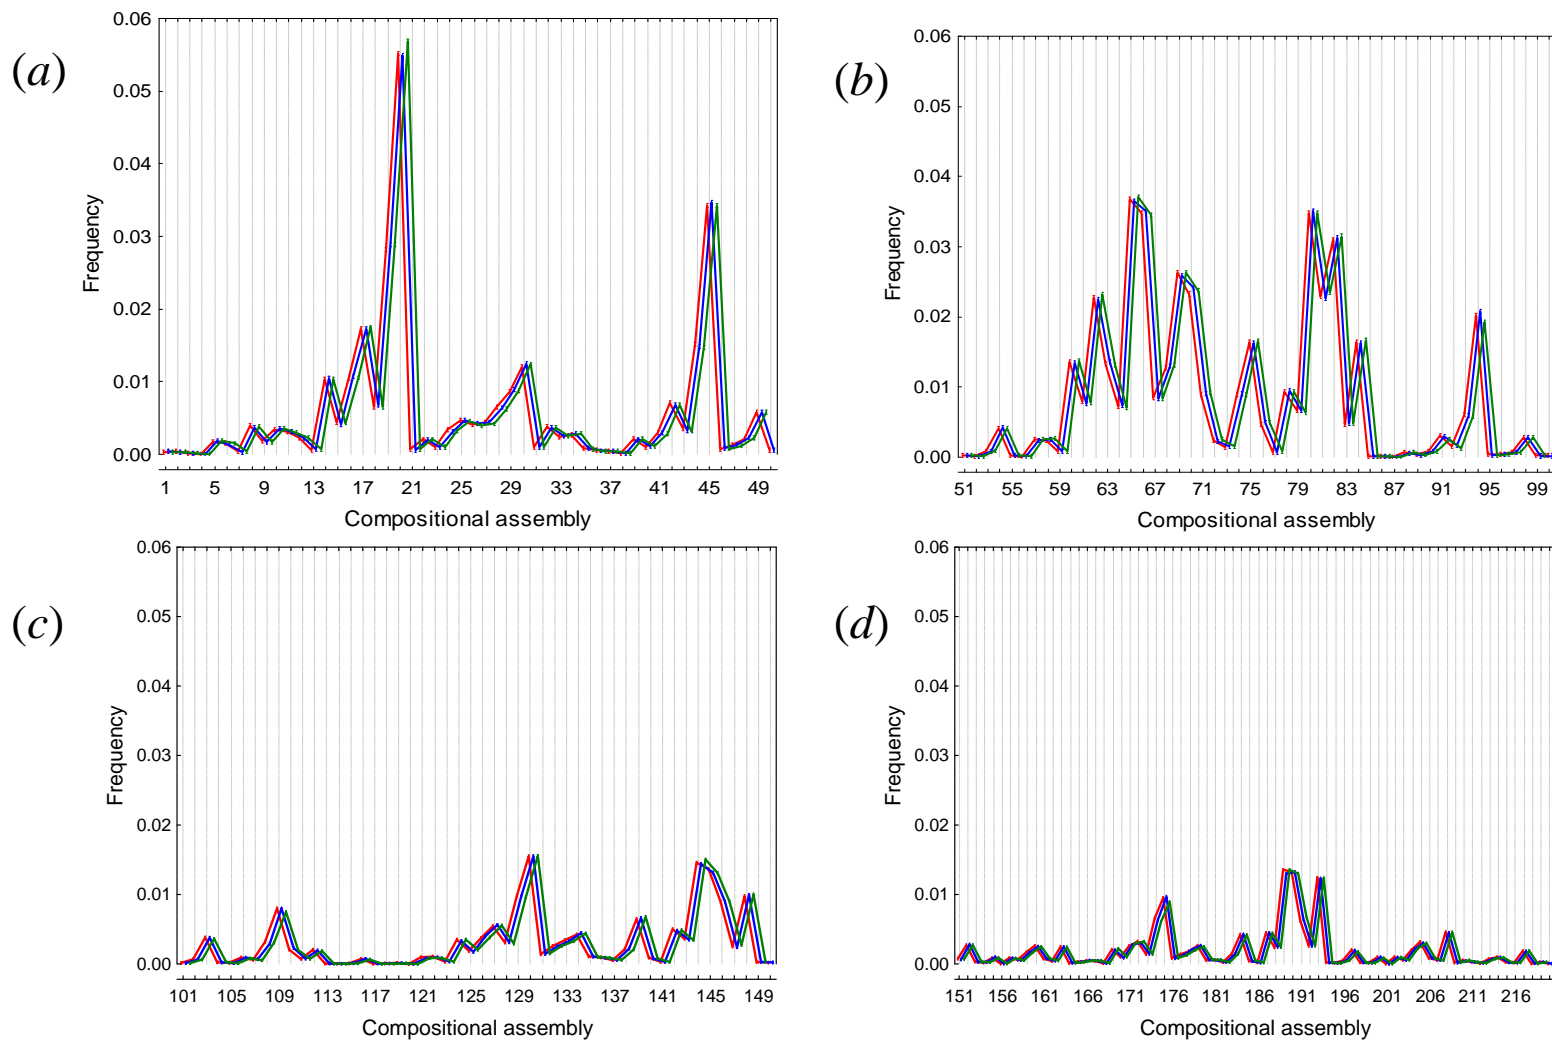 (a)
0.06
0.05
0.04
0.03
0.02
0.01
0.00
Frequency
1 5 9 13 17 21 25 29 33 37 41 45 49
Compositional assembly
(b)
0.06
0.05
0.04
0.03
0.02
0.01
0.00
Frequency
51 55 59 63 67 71 75 79 83 87 91 95 99
Compositional assembly
(c)
0.06
0.05
0.04
0.03
0.02
0.01
0.00
Frequency
101 105 109 113 117 121 125 129 133 137 141 145 149
Compositional assembly
(d)
0.06
0.05
0.04
0.03
0.02
0.01
0.00
Frequency
151 156 161 166 171 176 181 186 191 196 201 206 211 216
Compositional assembly